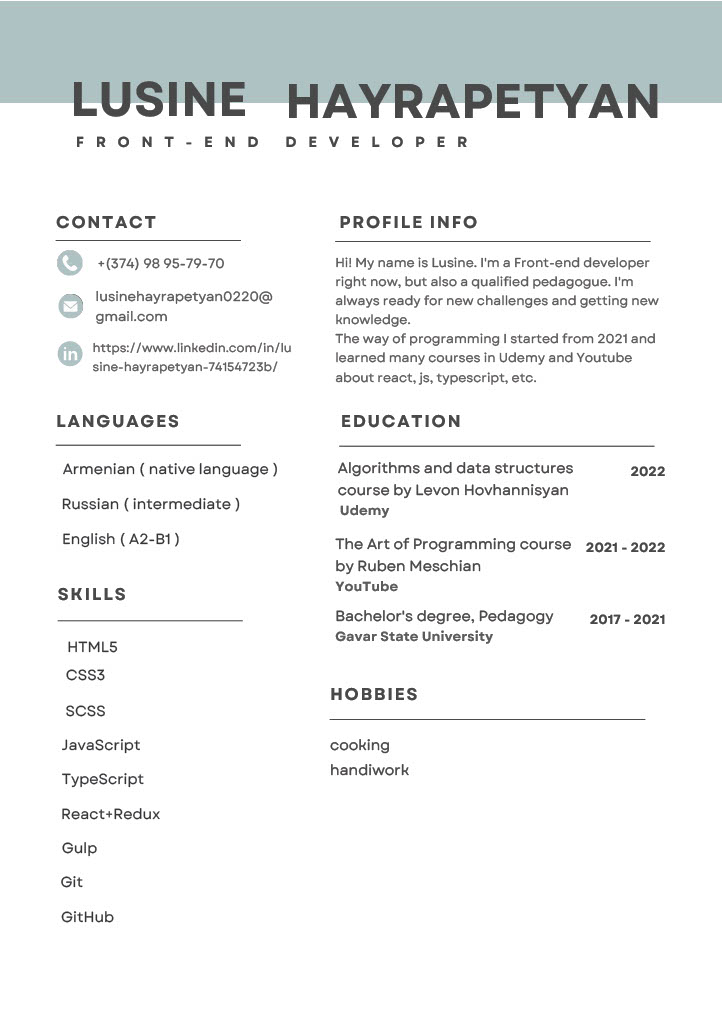 LUSINE HAYRAPETYAN
FRONT-END DEVELOPER
CONTACT
+(374) 98 95-79-70
lusinehayrapetyan0220@
gmail.com
https://www.linkedin.com/in/lu
sine-hayrapetyan-74154723b/
LANGUAGES
Armenian ( native language )
Russian ( intermediate )
English ( A2-B1 )
SKILLS
HTML5
CSS3
SCSS
JavaScript
TypeScript
React+Redux
Gulp
Git
GitHub
PROFILE INFO
Hi! My name is Lusine. I'm a Front-end developer
right now, but also a qualified pedagogue. I'm
always ready for new challenges and getting new
knowledge.
The way of programming I started from 2021 and
learned many courses in Udemy and Youtube
about react, js, typescript, etc.
EDUCATION
Algorithms and data structures 2022
course by Levon Hovhannisyan
Udemy
The Art of Programming course 2021 - 2022
by Ruben Meschian
YouTube
Bachelor's degree, Pedagogy 2017 - 2021
Gavar State University
HOBBIES
cooking
handiwork